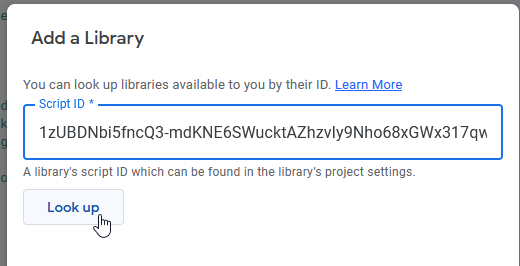 Add a Library
You can look up libraries available to you by their ID. Learn More
Script ID *
1zUBDNbi5fncQ3-mdKNE6SWucktAZhzvIy9Nho68xGWx317qw
A library's script ID which can be found in the library's project settings.
Look up